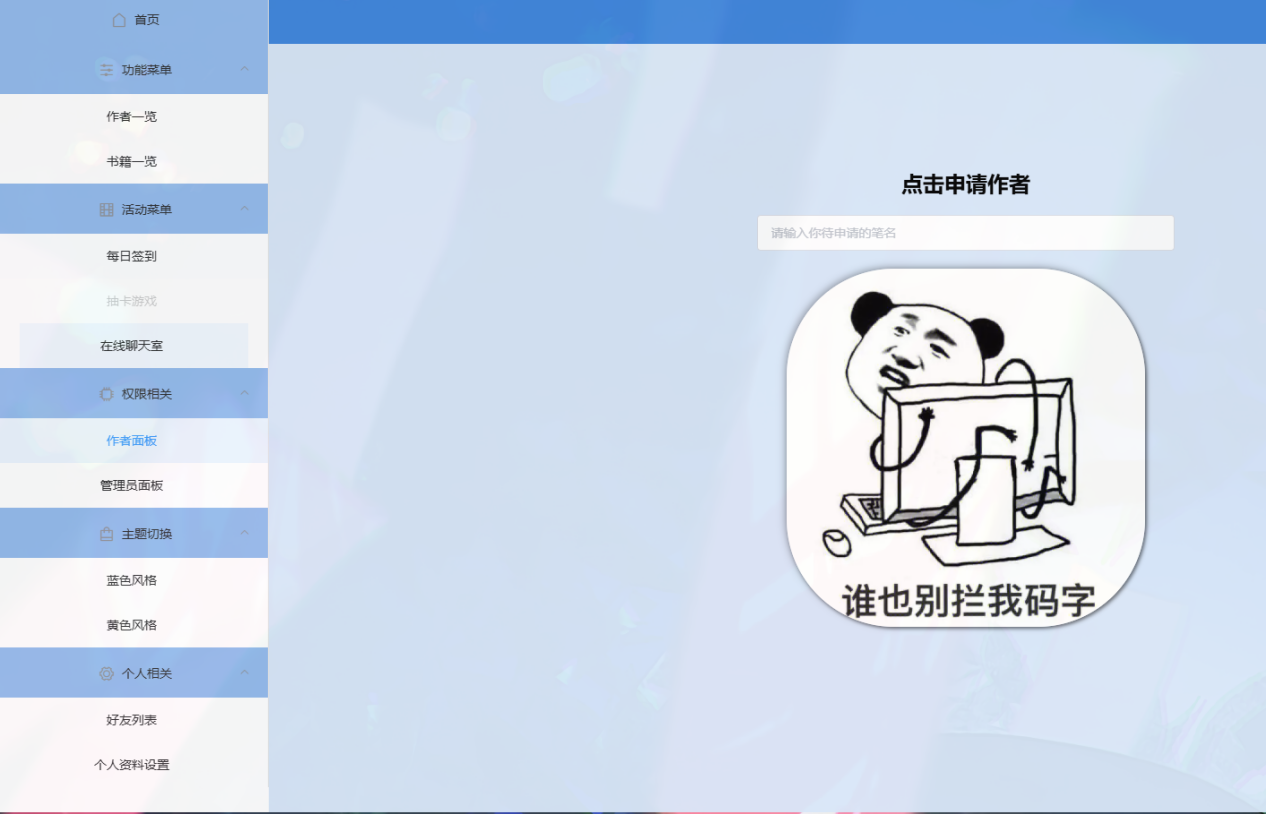 首页
功能菜单
作者一览
书籍一览
活动菜单
每日签到
抽卡游戏
在线聊天室
权限相关
作者面板
管理员面板
主题切换
蓝色风格
黄色风格
个人相关
好友列表
个人资料设置
点击申请作者
请输入你待申请的笔名
谁也别拦我码字